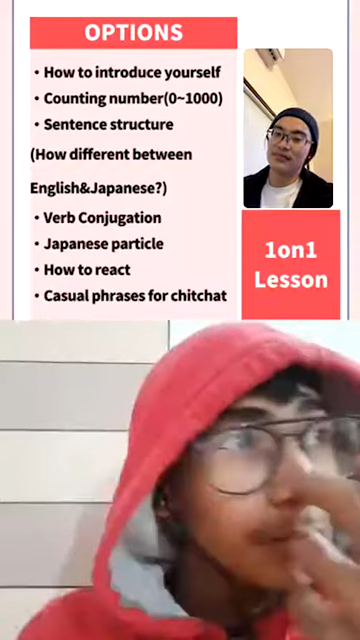 OPTIONS
・How to introduce yourself
・Counting number(0~1000)
・Sentence structure
(How different between
English&Japanese?)
・Verb Conjugation
・Japanese particle
・How to react
・Casual phrases for chitchat
1on1
Lesson